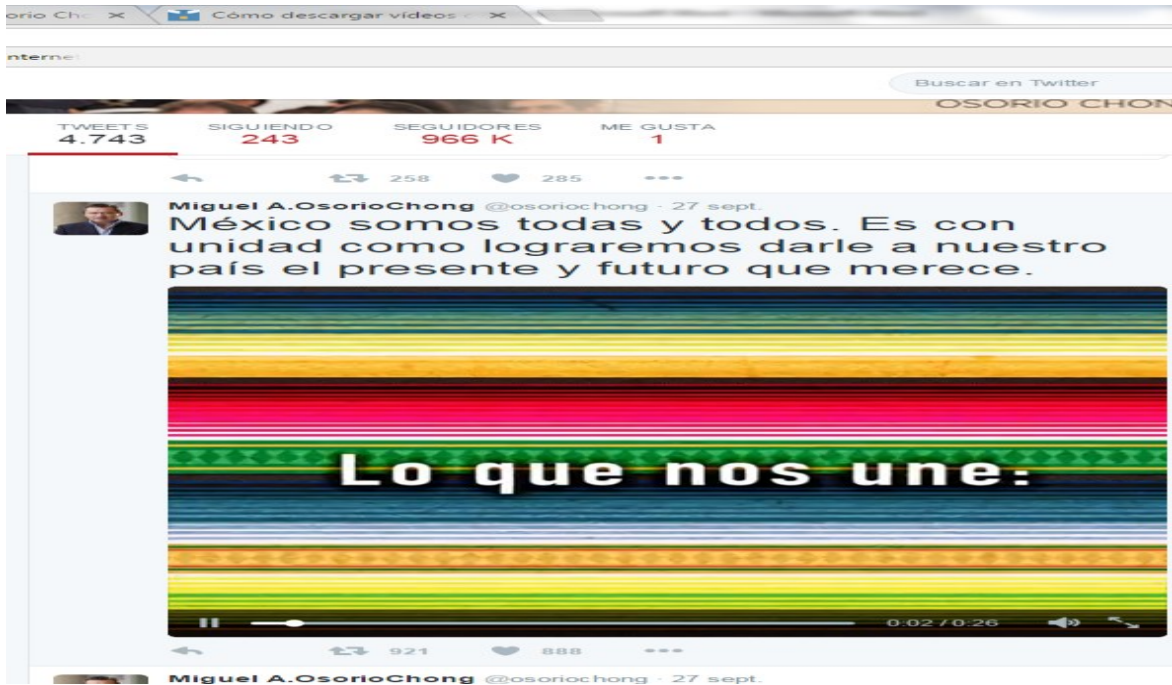 orio Cho
Cómo descargar vídeos
nterne
Buscar en Twitter
OSORIO CHON
TWEETS SIGUIENDO SEGUIDORES ME GUSTA
4.743 243 966 K 1
258 285
Miguel A.OsorioChong @osoriochong · 27 sept.
México somos todas y todos. Es con
unidad como lograremos darle a nuestro
país el presente y futuro que merece.
Lo que nos une:
0:02 / 0:26
921 888
Miguel A.OsorioChong @osoriochong · 27 sept.